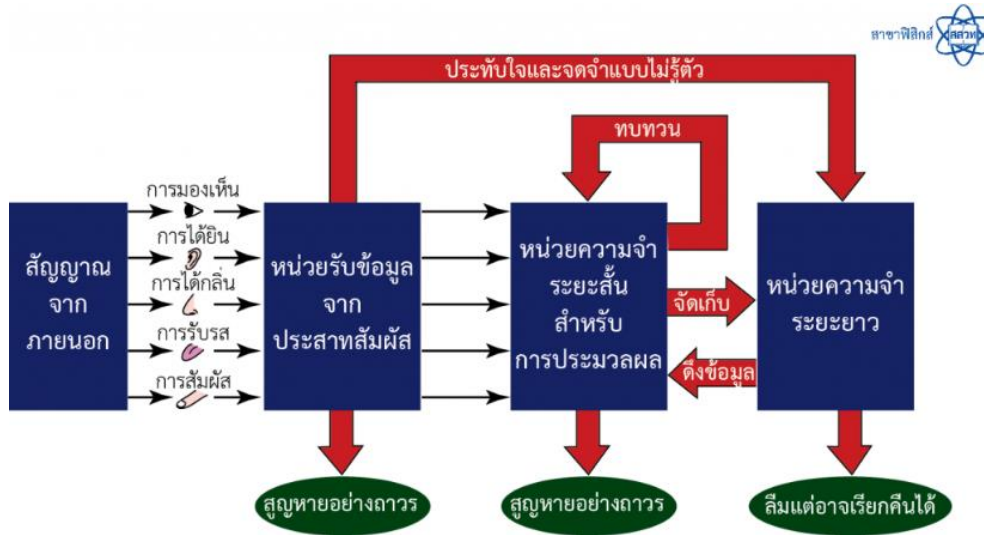 สาขาฟิสิกส์ สสวท
ประทับใจและจดจำแบบไม่รู้ตัว
ทบทวน
การมองเห็น
การได้ยิน
การได้กลิ่น
การรับรส
การสัมผัส
สัญญาณ
จาก
ภายนอก
หน่วยรับข้อมูล
จาก
ประสาทสัมผัส
หน่วยความจำ
ระยะสั้น
สำหรับ
การประมวลผล
จัดเก็บ
ดึงข้อมูล
หน่วยความจำ
ระยะยาว
สูญหายอย่างถาวร
สูญหายอย่างถาวร
ลืมแต่อาจเรียกคืนได้